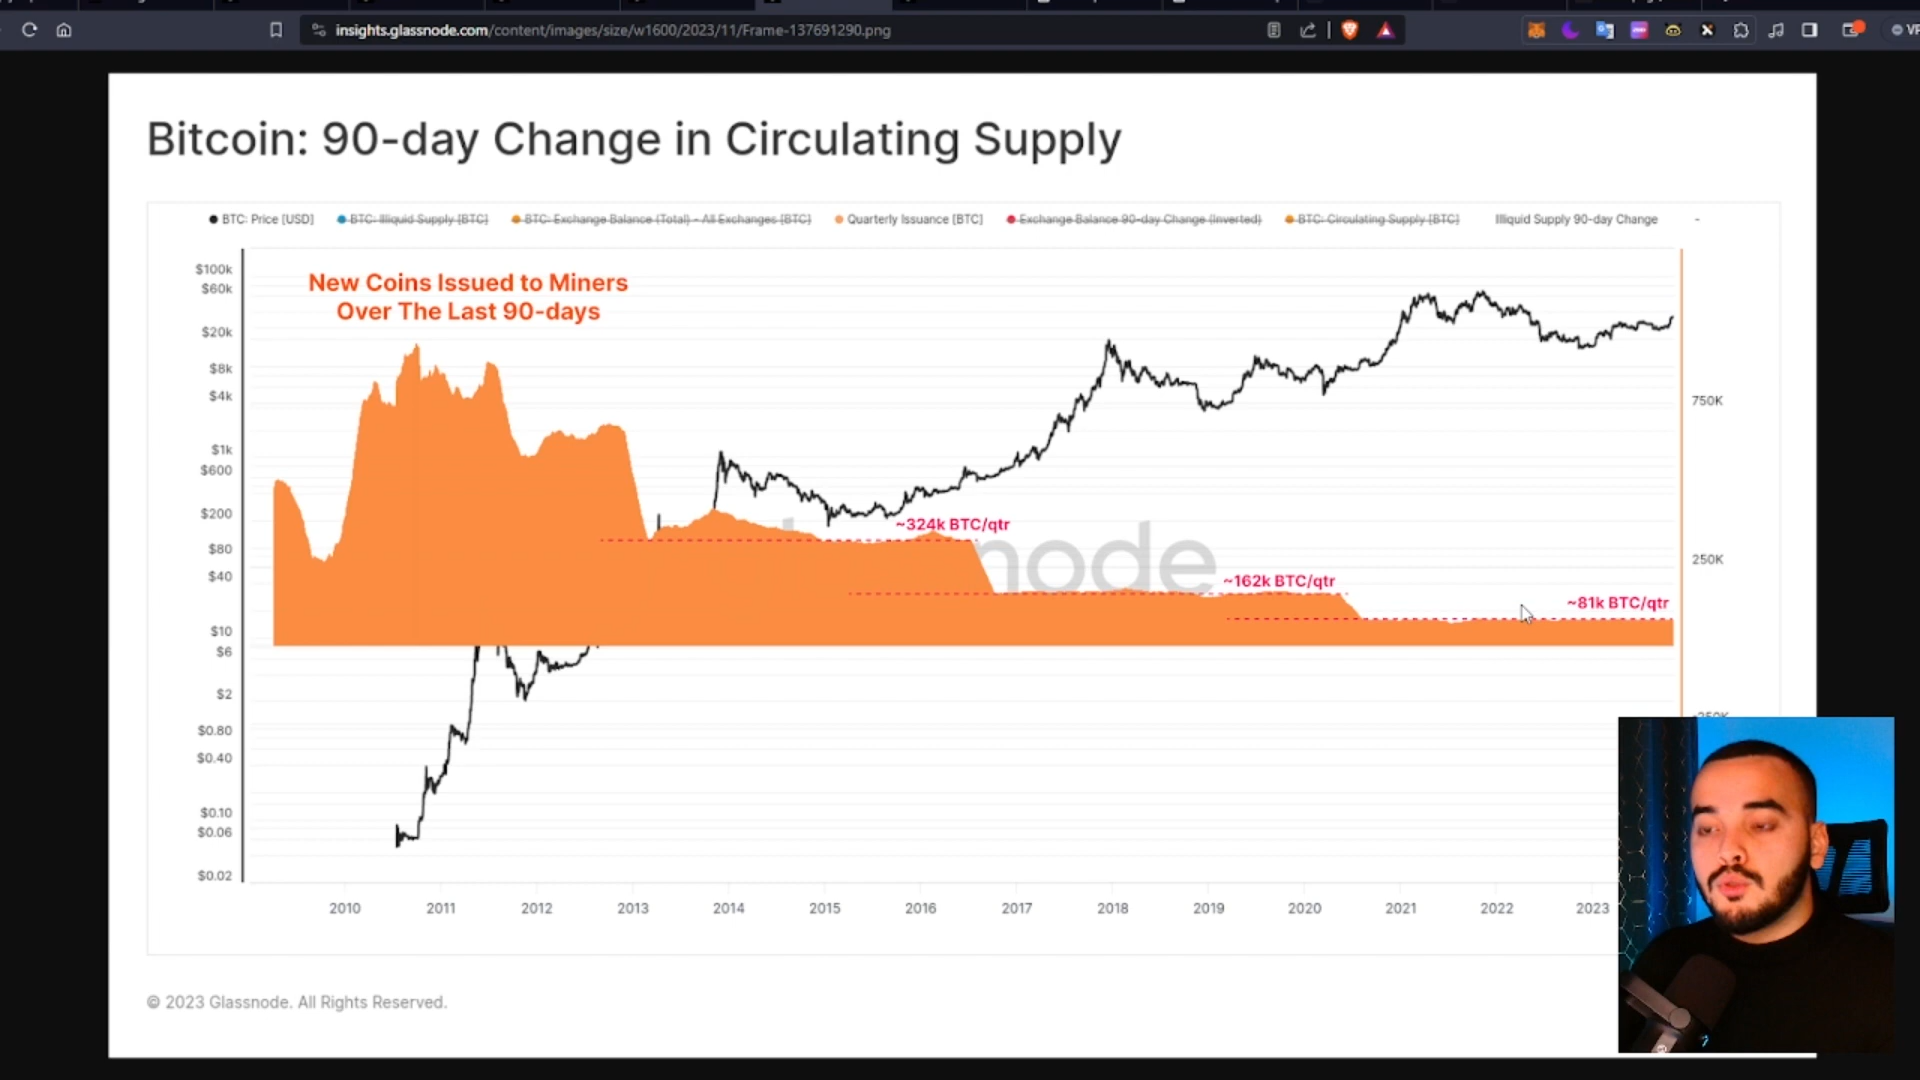 insights.glassnode.com/content/images/size/w1600/2023/11/Frame-137691290.png
VP
Bitcoin: 90-day Change in Circulating Supply
BTC: Price [USD] BTC: Illiquid Supply [BTC] BTC: Exchange Balance (Total) - All Exchanges [BTC] Quarterly Issuance [BTC] Exchange Balance 90-day Change (Inverted) BTC: Circulating Supply [BTC] Illiquid Supply 90-day Change -
New Coins Issued to Miners
Over The Last 90-days
$100k
$60k
$20k
$8k
$4k
$1k
$600
$200
$80
$40
$10
$6
$2
$0.80
$0.40
$0.10
$0.06
$0.02
~324k BTC/qtr
~162k BTC/qtr
~81k BTC/qtr
node
750K
250K
2010 2011 2012 2013 2014 2015 2016 2017 2018 2019 2020 2021 2022 2023
© 2023 Glassnode. All Rights Reserved.